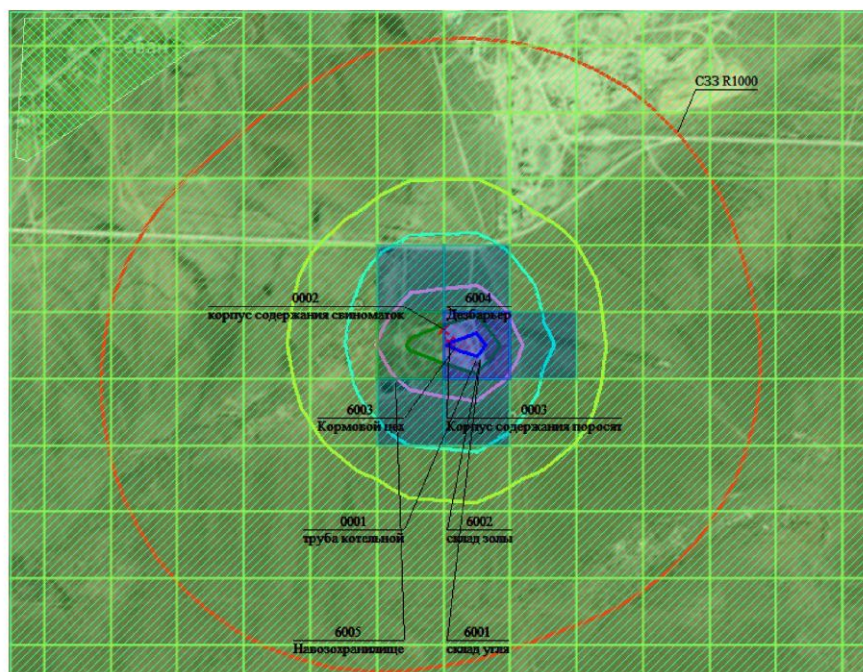 СЗЗ R1000
0002
корпус содержания свиноматок
6004
Дезбарьер
6003
Кормовой цех
0003
Корпус содержания поросят
0001
труба котельной
6002
склад золы
6005
Навозохранилище
6001
склад угля